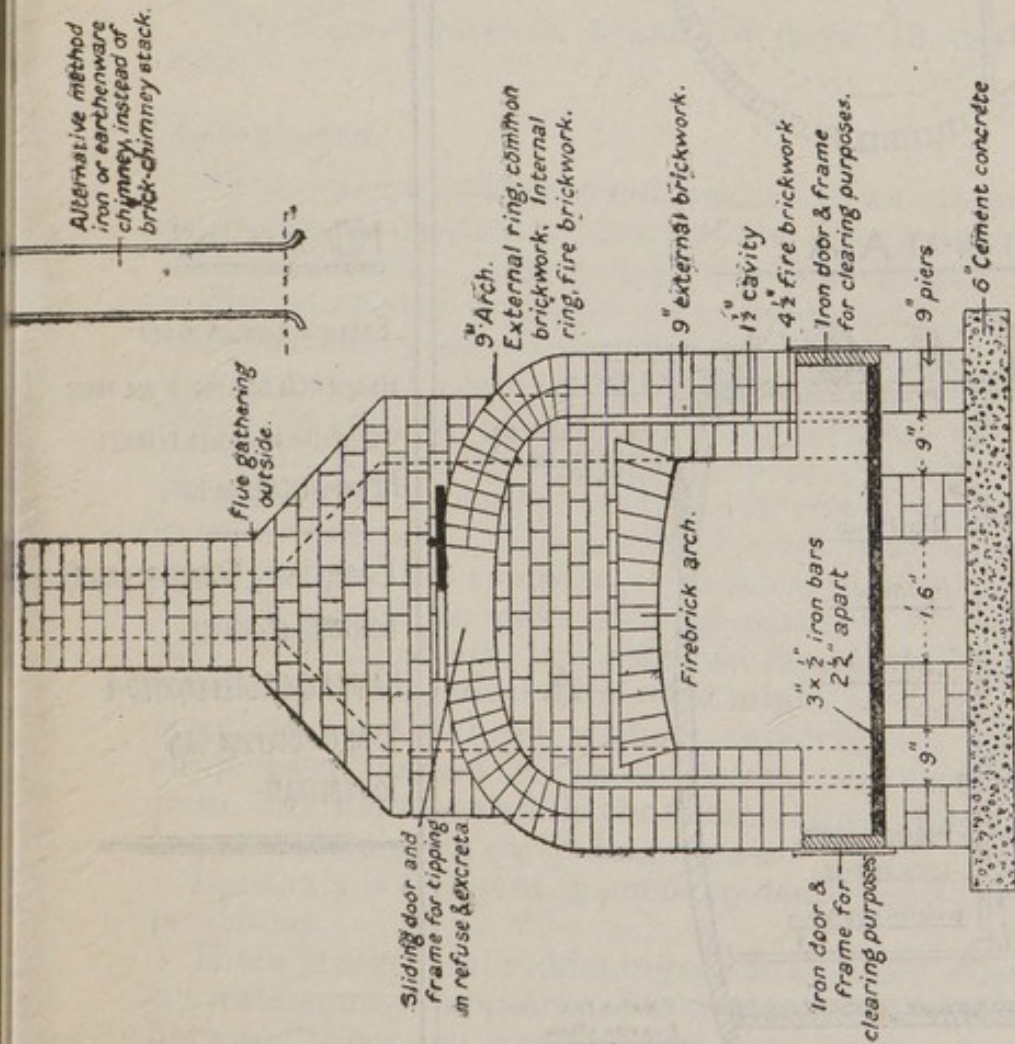 Alternative method
iron or earthenware
chimney, instead of
brick-chimney stack.
Flue gathering
outside.
9" Arch.
External ring, common
brickwork. Internal
ring, fire brickwork.
Sliding door and
frame for tipping
in refuse & excreta
9" external brickwork.
1½" cavity
4½" fire brickwork
Iron door & frame
for clearing purposes.
Firebrick arch.
3" x ½" iron bars
2½" apart
Iron door &
frame for
clearing purposes
9" 1'.6" 9" 9" piers
6" Cement concrete